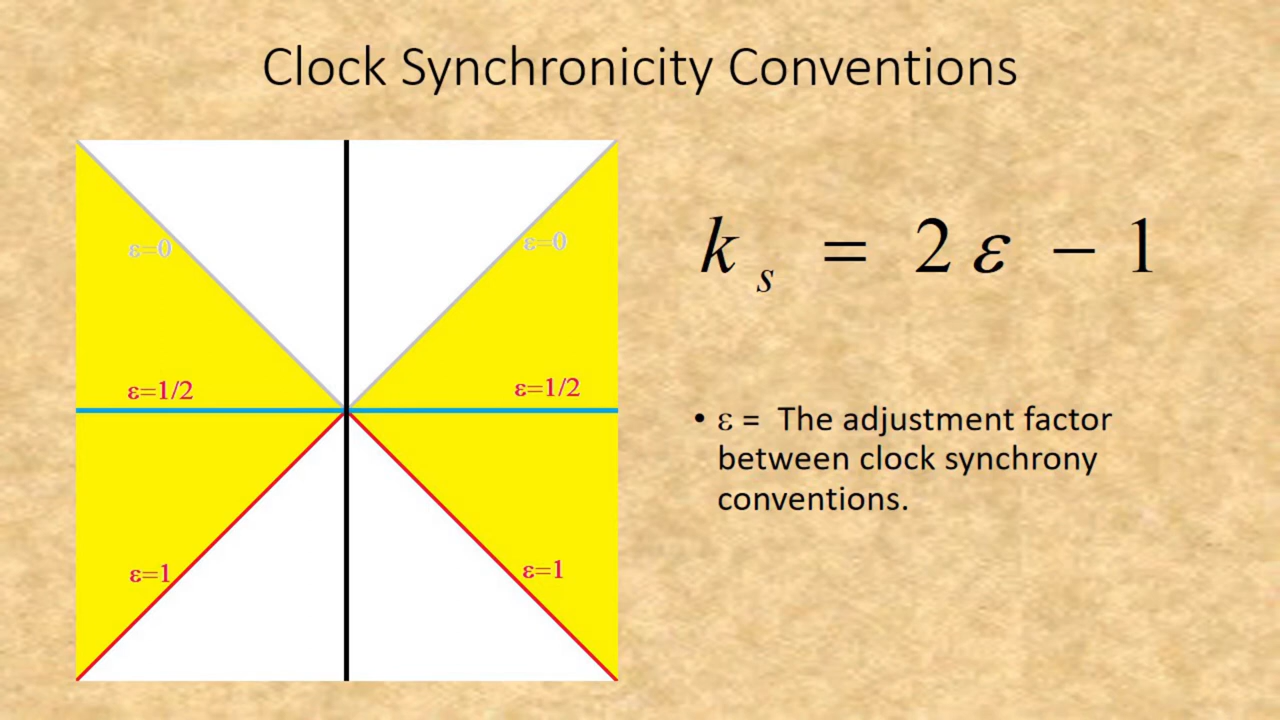 Clock Synchronicity Conventions
ε=0
ε=0
ε=1/2
ε=1/2
ε=1
ε=1
k s = 2 ε − 1
• ε = The adjustment factor
between clock synchrony
conventions.